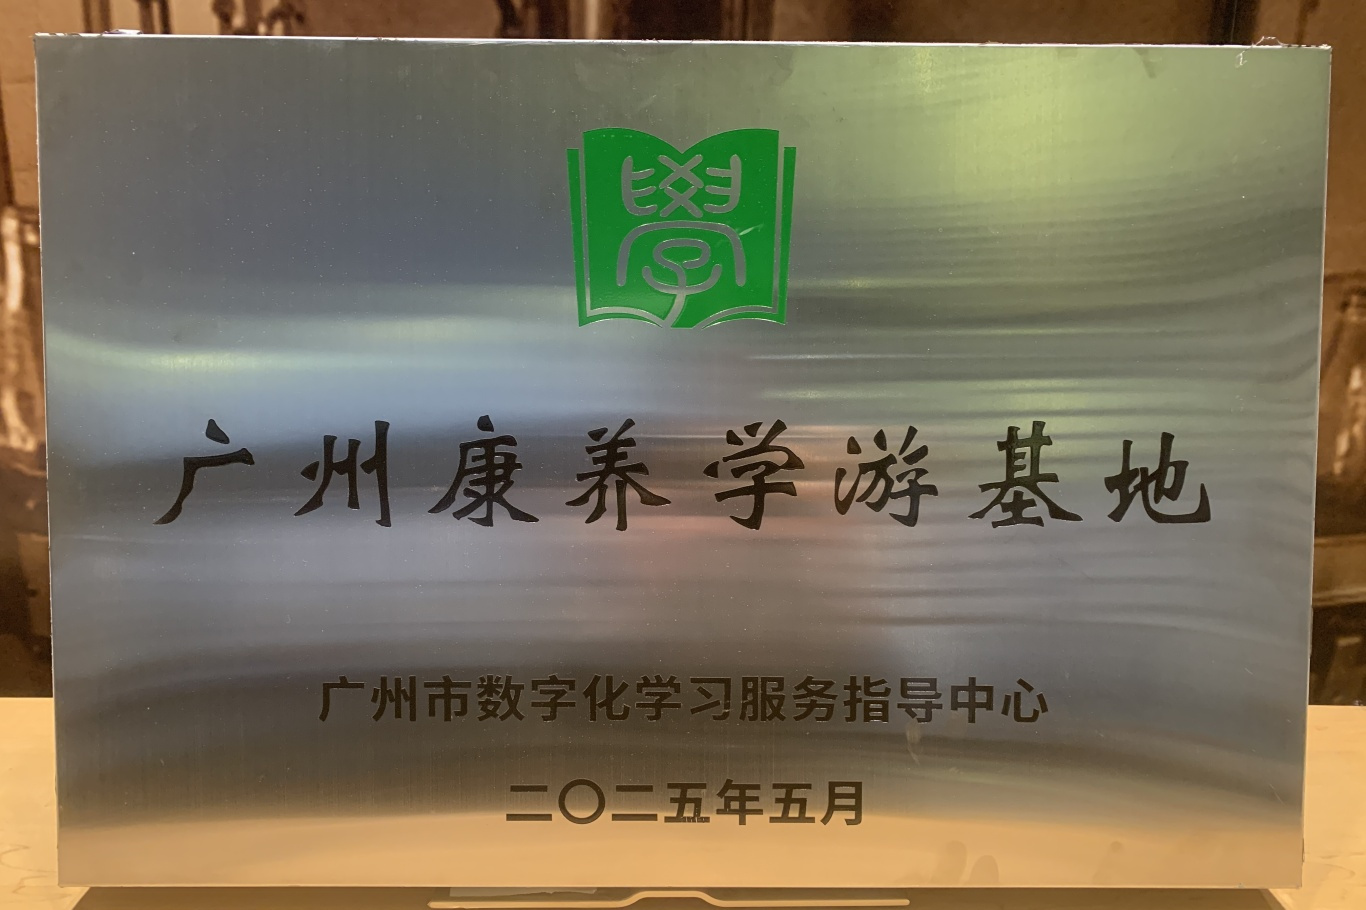 學
广州康养学游基地
广州市数字化学习服务指导中心
二〇二五年五月